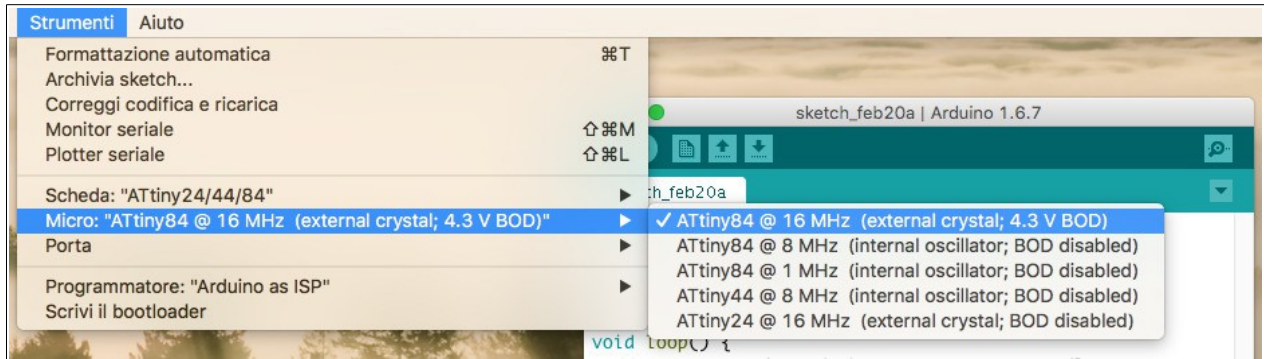 Strumenti Aiuto
Formattazione automatica ⌘T
Archivia sketch...
Correggi codifica e ricarica
Monitor seriale ⇧⌘M
Plotter seriale ⇧⌘L
Scheda: "ATtiny24/44/84"
Micro: "ATtiny84 @ 16 MHz (external crystal; 4.3 V BOD)"
Porta
Programmatore: "Arduino as ISP"
Scrivi il bootloader
sketch_feb20a | Arduino 1.6.7
th_feb20a
✓ ATtiny84 @ 16 MHz (external crystal; 4.3 V BOD)
ATtiny84 @ 8 MHz (internal oscillator; BOD disabled)
ATtiny84 @ 1 MHz (internal oscillator; BOD disabled)
ATtiny44 @ 8 MHz (internal oscillator; BOD disabled)
ATtiny24 @ 16 MHz (external crystal; BOD disabled)
void loop() {